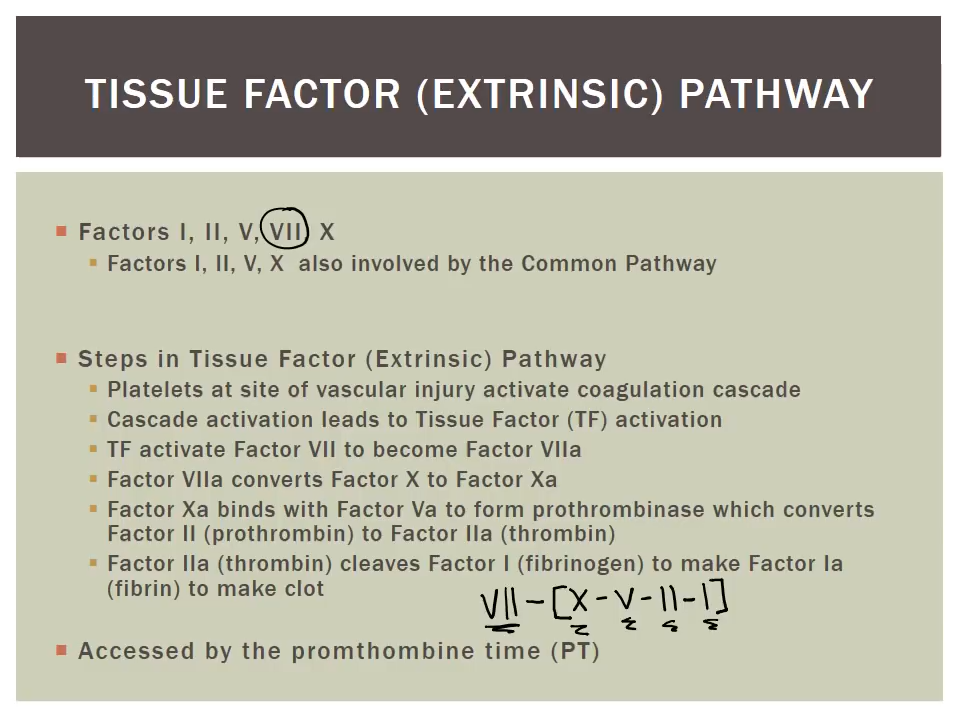 TISSUE FACTOR (EXTRINSIC) PATHWAY
Factors I, II, V, VII, X
Factors I, II, V, X also involved by the Common Pathway
Steps in Tissue Factor (Extrinsic) Pathway
Platelets at site of vascular injury activate coagulation cascade
Cascade activation leads to Tissue Factor (TF) activation
TF activate Factor VII to become Factor VIIa
Factor VIIa converts Factor X to Factor Xa
Factor Xa binds with Factor Va to form prothrombinase which converts
Factor II (prothrombin) to Factor IIa (thrombin)
Factor IIa (thrombin) cleaves Factor I (fibrinogen) to make Factor Ia
(fibrin) to make clot
VII - [X - V - II - I]
Accessed by the promthombine time (PT)